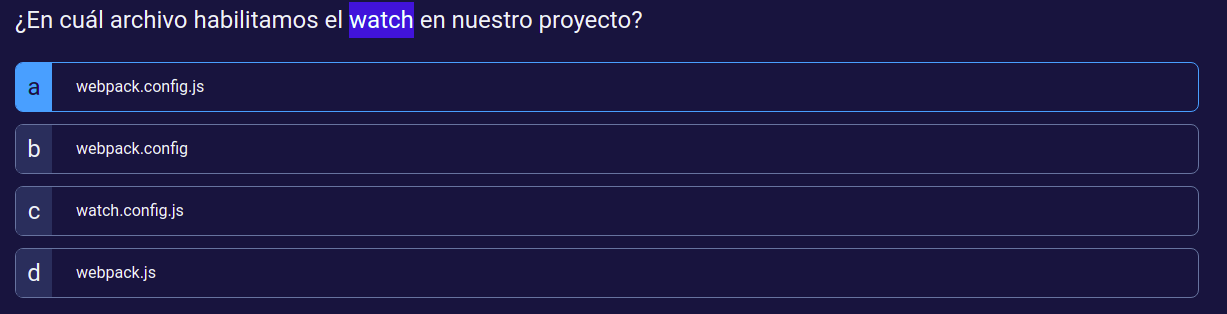 ¿En cuál archivo habilitamos el watch en nuestro proyecto?
a webpack.config.js
b webpack.config
c watch.config.js
d webpack.js